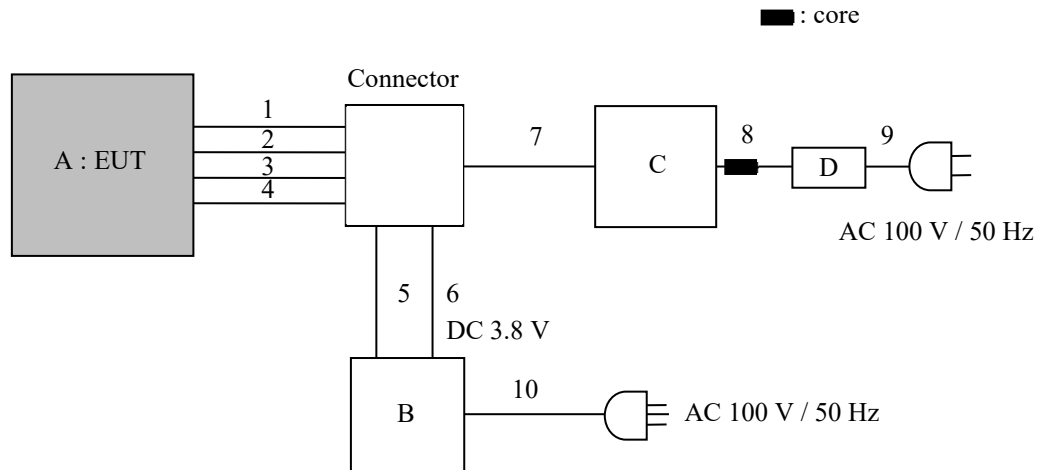 : core
Connector
A : EUT
1
2
3
4
7
C
8
D
9
AC 100 V / 50 Hz
5
6
DC 3.8 V
B
10
AC 100 V / 50 Hz